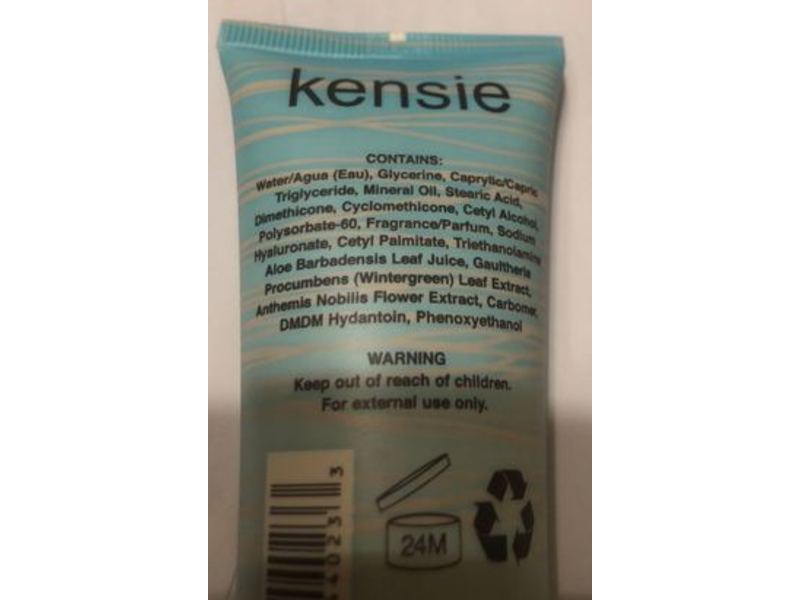 kensie
CONTAINS:
Water/Agua (Eau), Glycerine, Caprylic/Capric
Triglyceride, Mineral Oil, Stearic Acid,
Dimethicone, Cyclomethicone, Cetyl Alcohol,
Polysorbate-60, Fragrance/Parfum, Sodium
Hyaluronate, Cetyl Palmitate, Triethanolamine
Aloe Barbadensis Leaf Juice, Gaultheria
Procumbens (Wintergreen) Leaf Extract,
Anthemis Nobilis Flower Extract, Carbomer,
DMDM Hydantoin, Phenoxyethanol
WARNING
Keep out of reach of children.
For external use only.
24M
44023 3